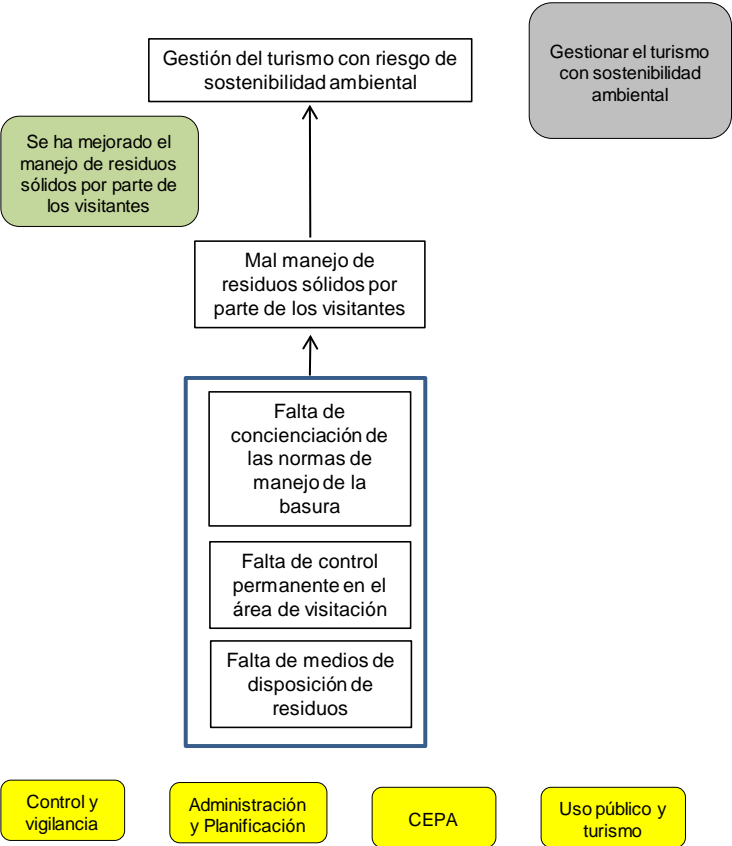 Gestión del turismo con riesgo de
sostenibilidad ambiental
Gestionar el turismo
con sostenibilidad
ambiental
Se ha mejorado el
manejo de residuos
sólidos por parte de
los visitantes
Mal manejo de
residuos sólidos por
parte de los visitantes
Falta de
concienciación de
las normas de
manejo de la
basura
Falta de control
permanente en el
área de visitación
Falta de medios de
disposición de
residuos
Control y
vigilancia
Administración
y Planificación
CEPA
Uso público y
turismo